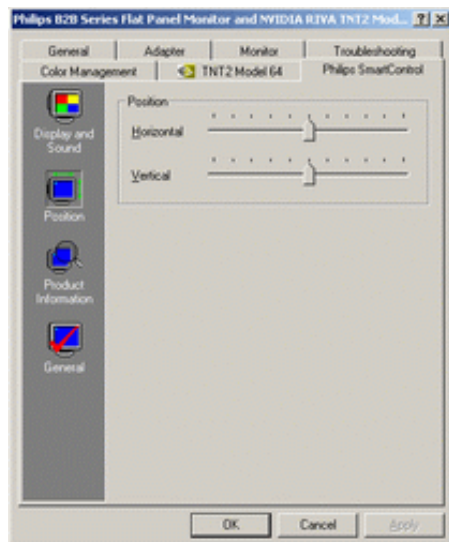 Philips B2B Series Flat Panel Monitor and NVIDIA RIVA TNT2 Mod...
General Adapter Monitor Troubleshooting
Color Management TNT2 Model 64 Philips SmartControl
Display and
Sound
Position
Product
Information
General
Position
Horizontal
Vertical
OK Cancel Apply